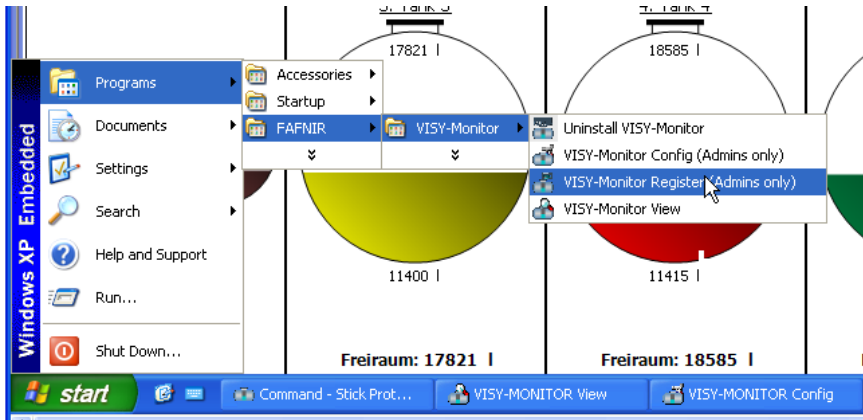 3. Tank 3
4. Tank 4
17821 l
18585 l
Programs
Accessories
Startup
Documents
FAFNIR
VISY-Monitor
Uninstall VISY-Monitor
VISY-Monitor Config (Admins only)
Settings
VISY-Monitor Register (Admins only)
Search
VISY-Monitor View
Help and Support
11400 l
11415 l
Run...
Shut Down...
Freiraum: 17821 l
Freiraum: 18585 l
Windows XP Embedded
start
Command - Stick Prot...
VISY-MONITOR View
VISY-MONITOR Config